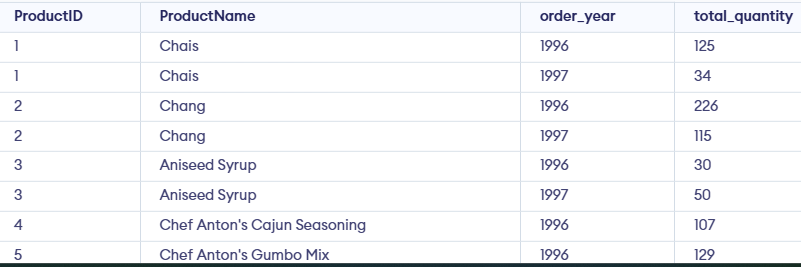 ProductID ProductName order_year total_quantity
1 Chais 1996 125
1 Chais 1997 34
2 Chang 1996 226
2 Chang 1997 115
3 Aniseed Syrup 1996 30
3 Aniseed Syrup 1997 50
4 Chef Anton's Cajun Seasoning 1996 107
5 Chef Anton's Gumbo Mix 1996 129